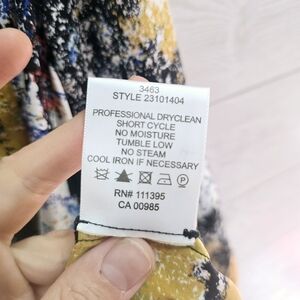 3463
STYLE 23101404
PROFESSIONAL DRYCLEAN
SHORT CYCLE
NO MOISTURE
TUMBLE LOW
NO STEAM
COOL IRON IF NECESSARY
P
RN# 111395
CA 00985